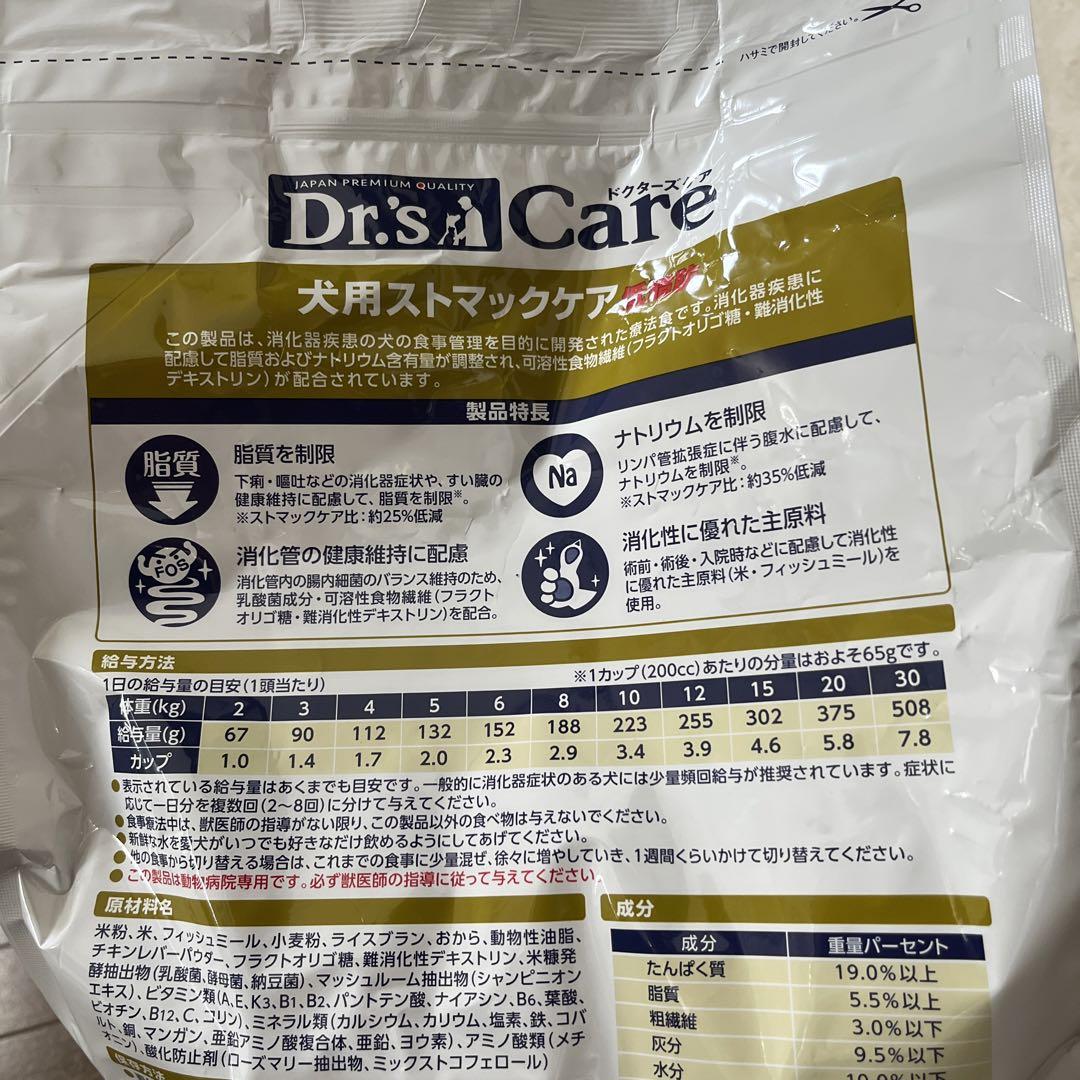 ハサミで開封してください。
JAPAN PREMIUM QUALITY
ドクターズケア
Dr.'s Care
犬用ストマックケア低脂肪
この製品は、消化器疾患の犬の食事管理を目的に開発された療法食です。消化器疾患に
配慮して脂質およびナトリウム含有量が調整され、可溶性食物繊維(フラクトオリゴ糖・難消化性
デキストリン)が配合されています。
製品特長
脂質
脂質を制限
下痢・嘔吐などの消化器症状や、すい臓の
健康維持に配慮して、脂質を制限※。
※ストマックケア比:約25%低減
Na
ナトリウムを制限
リンパ管拡張症に伴う腹水に配慮して、
ナトリウムを制限※。
※ストマックケア比:約35%低減
FOS
消化管の健康維持に配慮
消化管内の腸内細菌のバランス維持のため、
乳酸菌成分・可溶性食物繊維(フラクト
オリゴ糖・難消化性デキストリン)を配合。
消化性に優れた主原料
術前・術後・入院時などに配慮して消化性
に優れた主原料(米・フィッシュミール)を
使用。
給与方法
1日の給与量の目安(1頭当たり)
※1カップ(200cc)あたりの分量はおよそ65gです。
体重(kg) 2 3 4 5 6 8 10 12 15 20 30
給与量(g) 67 90 112 132 152 188 223 255 302 375 508
カップ 1.0 1.4 1.7 2.0 2.3 2.9 3.4 3.9 4.6 5.8 7.8
●表示されている給与量はあくまでも目安です。一般的に消化器症状のある犬には少量頻回給与が推奨されています。症状に
応じて一日分を複数回(2〜8回)に分けて与えてください。
●食事療法中は、獣医師の指導がない限り、この製品以外の食べ物は与えないでください。
●新鮮な水を愛犬がいつでも好きなだけ飲めるようにしてあげてください。
●他の食事から切り替える場合は、これまでの食事に少量混ぜ、徐々に増やしていき、1週間くらいかけて切り替えてください。
●この製品は動物病院専用です。必ず獣医師の指導に従って与えてください。
原材料名
米粉、米、フィッシュミール、小麦粉、ライスブラン、おから、動物性油脂、
チキンレバーパウダー、フラクトオリゴ糖、難消化性デキストリン、米糠発
酵抽出物(乳酸菌、酵母菌、納豆菌)、マッシュルーム抽出物(シャンピニオン
エキス)、ビタミン類(A、E、K3、B1、B2、パントテン酸、ナイアシン、B6、葉酸、
ビオチン、B12、C、コリン)、ミネラル類(カルシウム、カリウム、塩素、鉄、コバ
ルト、銅、マンガン、亜鉛アミノ酸複合体、亜鉛、ヨウ素)、アミノ酸類(メチ
オニン)、酸化防止剤(ローズマリー抽出物、ミックストコフェロール)
保存方法
成分
成分 重量パーセント
たんぱく質 19.0%以上
脂質 5.5%以上
粗繊維 3.0%以下
灰分 9.5%以下
水分 10.0%以下